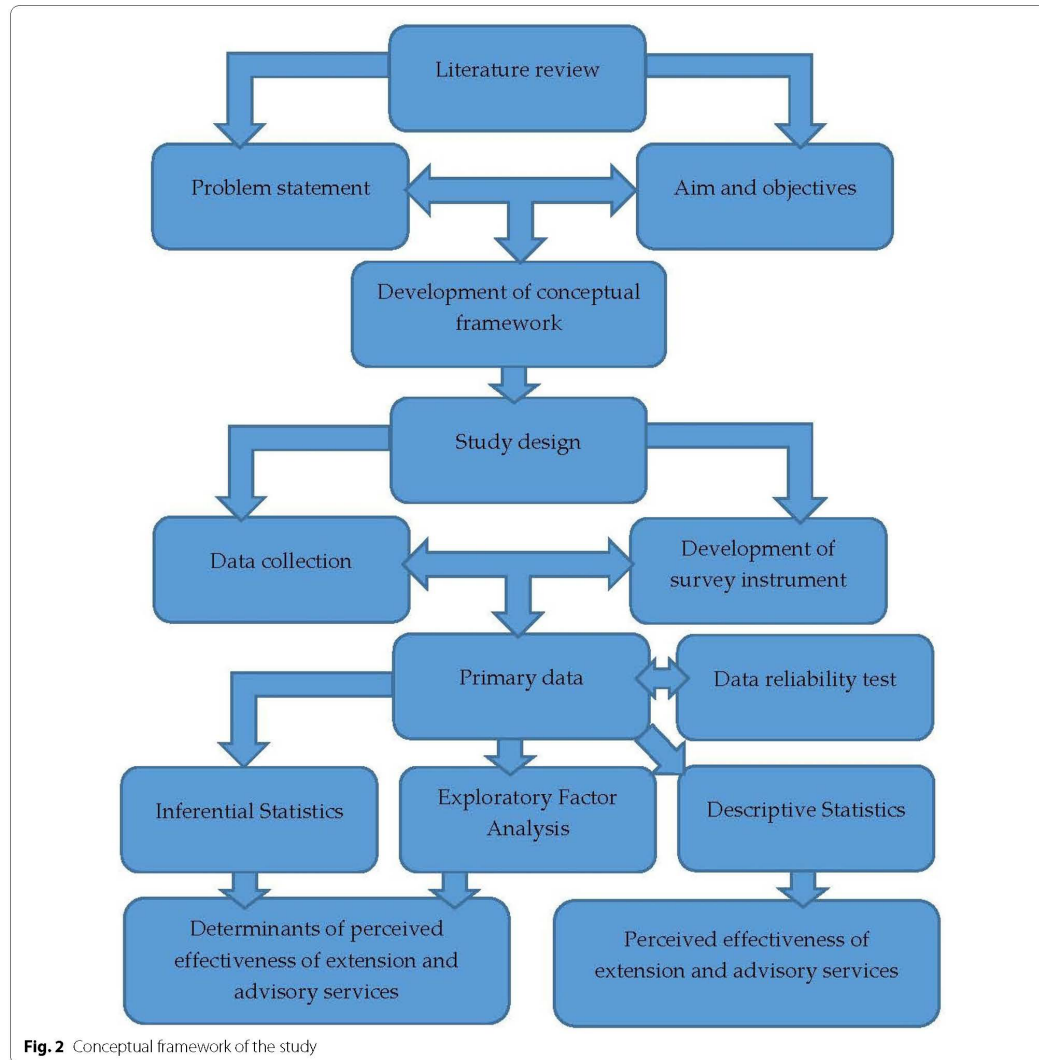 Literature review
Problem statement
Aim and objectives
Development of conceptual
framework
Study design
Data collection
Development of
survey instrument
Primary data
Data reliability test
Inferential Statistics
Exploratory Factor
Analysis
Descriptive Statistics
Determinants of perceived
effectiveness of extension and
advisory services
Perceived effectiveness of
extension and advisory services
Fig. 2 Conceptual framework of the study